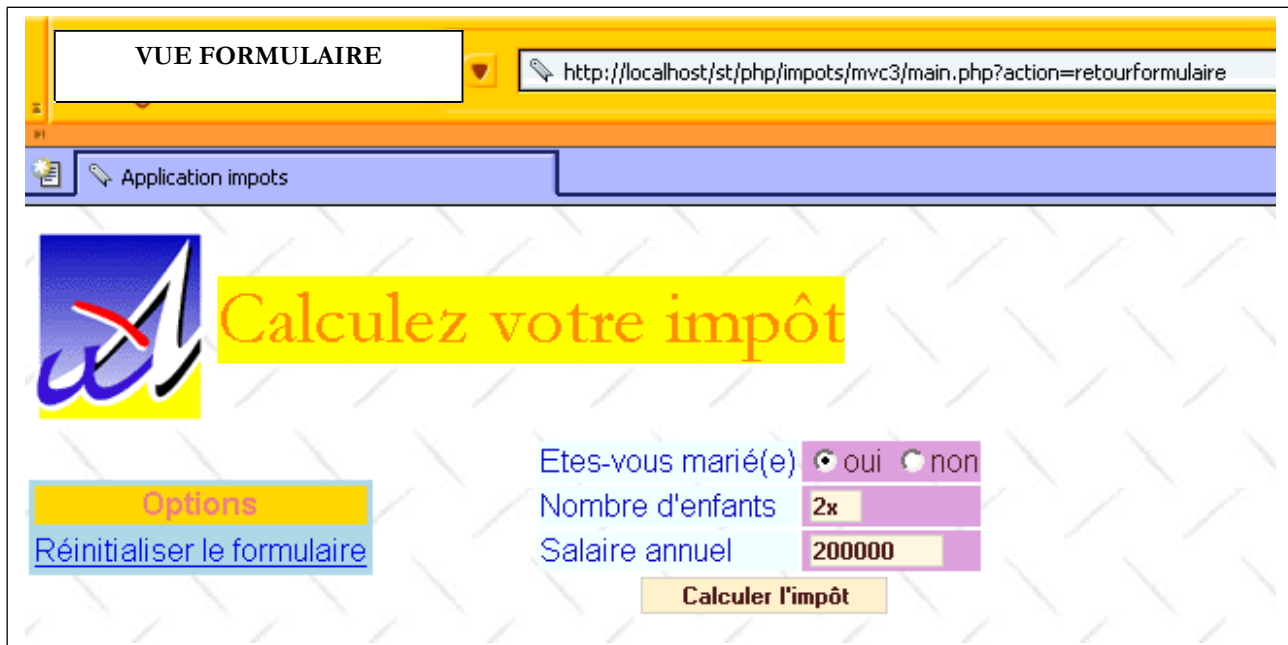 VUE FORMULAIRE
http://localhost/st/php/impots/mvc3/main.php?action=retourformulaire
Application impots
Calculez votre impôt
Options
Réinitialiser le formulaire
Etes-vous marié(e) oui non
Nombre d'enfants 2x
Salaire annuel 200000
Calculer l'impôt